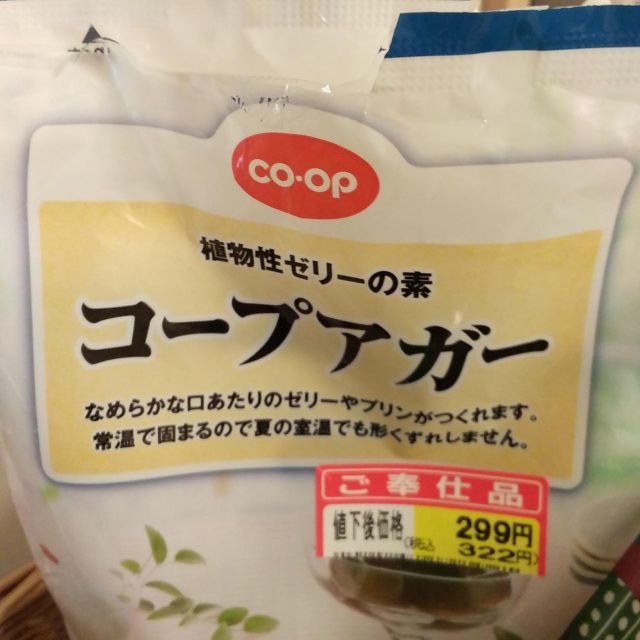 co·op
植物性ゼリーの素
コープアガー
なめらかな口あたりのゼリーやプリンがつくれます。
常温で固まるので夏の室温でも形くずれしません。
ご奉仕品
値下後価格 299円
(税込 322円)